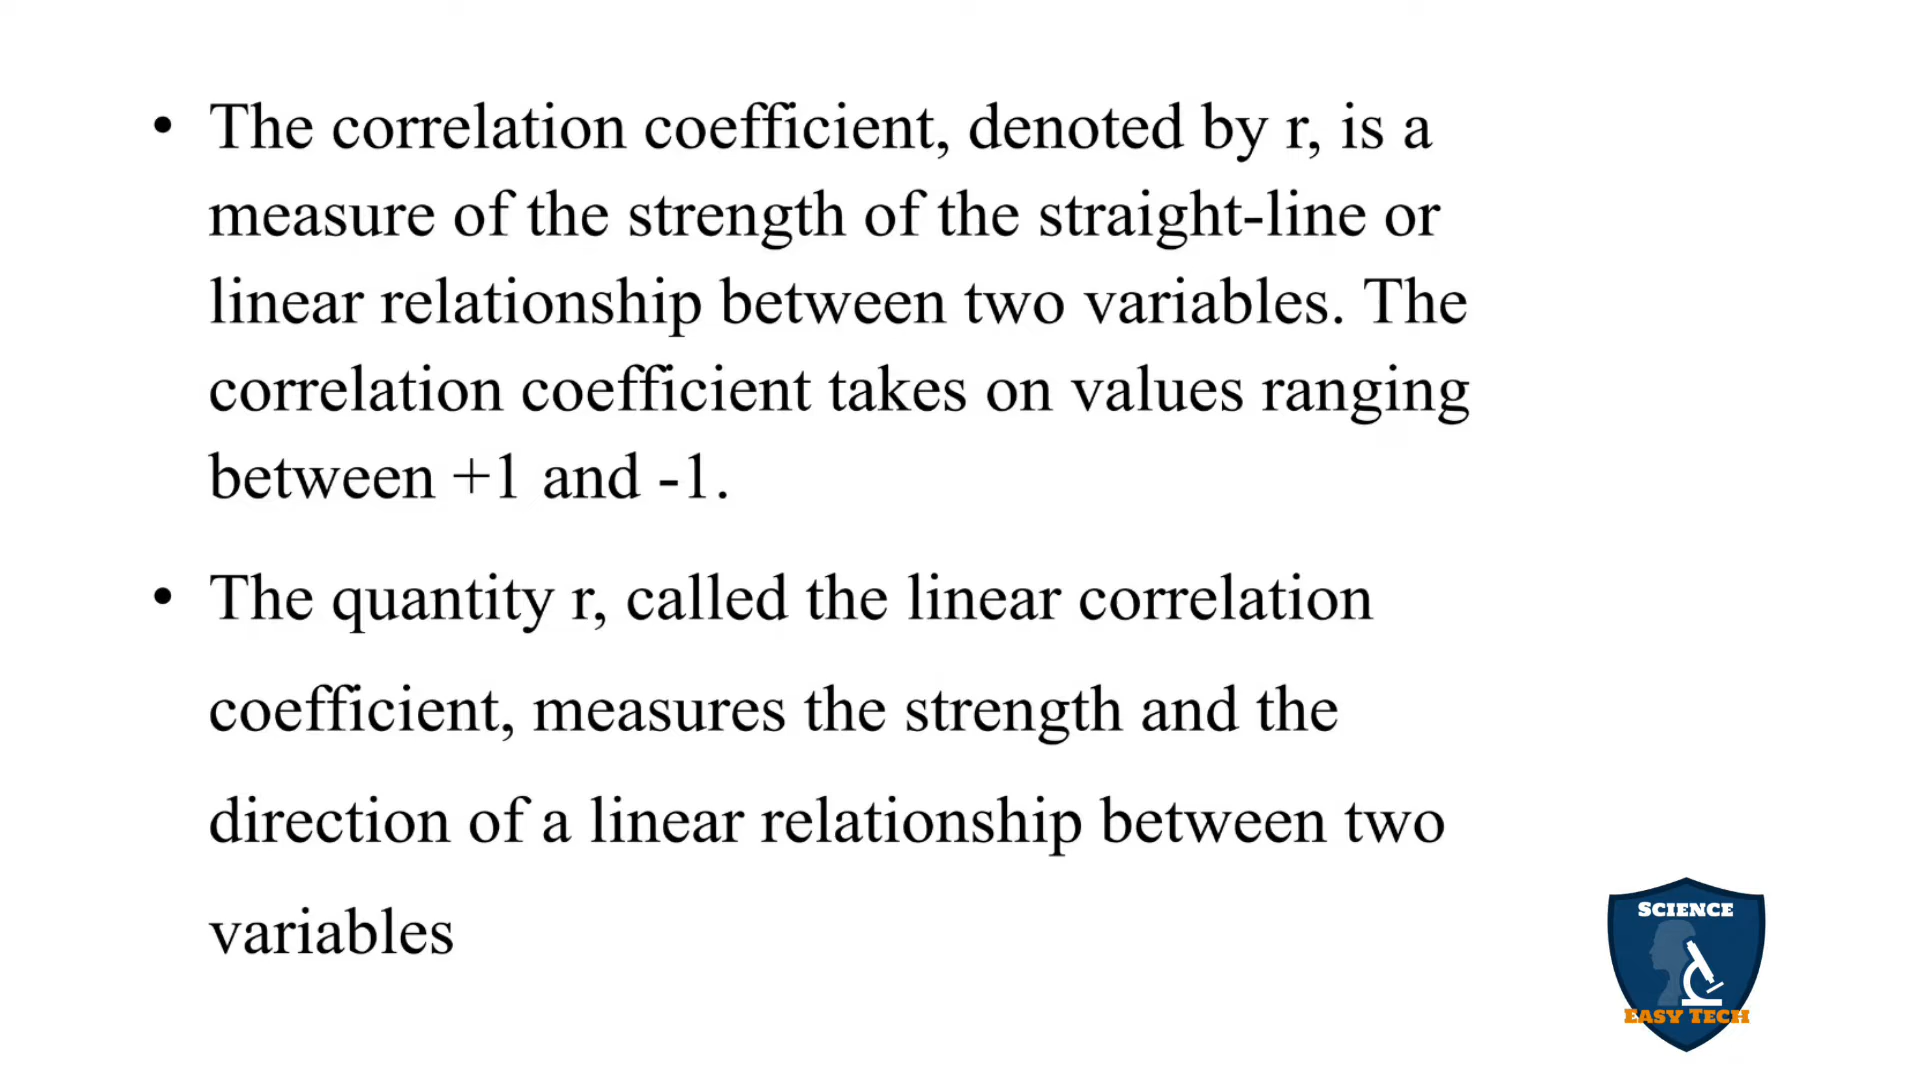 • The correlation coefficient, denoted by r, is a
measure of the strength of the straight-line or
linear relationship between two variables. The
correlation coefficient takes on values ranging
between +1 and -1.
• The quantity r, called the linear correlation
coefficient, measures the strength and the
direction of a linear relationship between two
variables
SCIENCE
EASY TECH